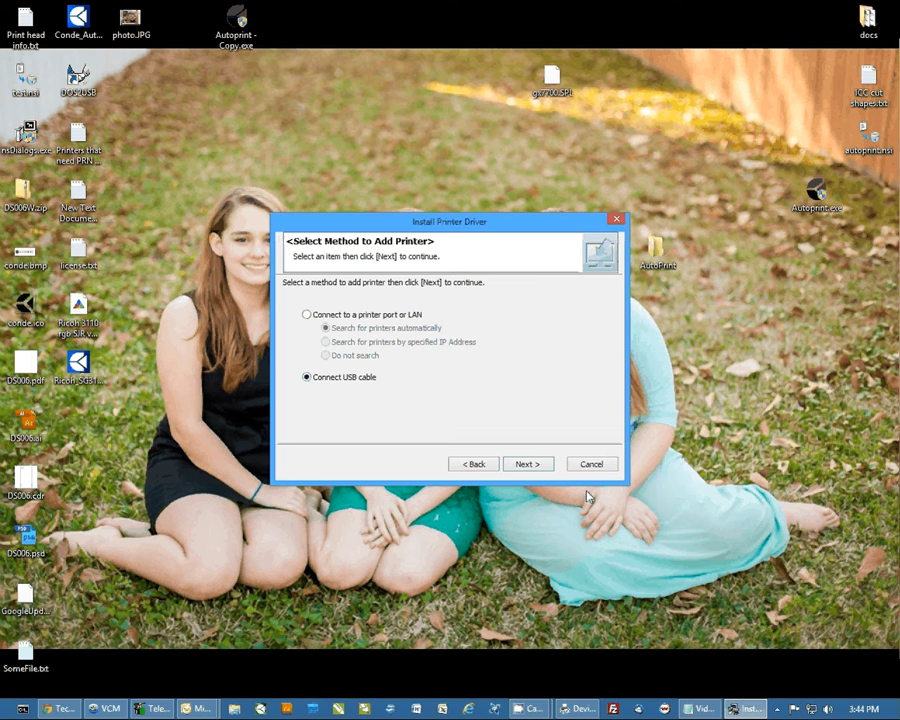 Print head
info.txt
Conde_Aut...
photo.JPG
Autoprint -
Copy.exe
docs
test.nsi
DOS2USB
gx7700.SPL
ICC cut
shapes.txt
nsDialogs.exe
Printers that
need PRN ...
autoprint.nsi
DS006W.zip
New Text
Docume...
Autoprint.exe
Install Printer Driver
<Select Method to Add Printer>
Select an item then click [Next] to continue.
Select a method to add printer then click [Next] to continue.
Connect to a printer port or LAN
Search for printers automatically
Search for printers by specified IP Address
Do not search
Connect USB cable
< Back
Next >
Cancel
conde.bmp
license.txt
AutoPrint
conde.ico
Ricoh 3110
rgb SJR v...
DS006.pdf
Ricoh_SG31...
DS006.ai
DS006.cdr
DS006.psd
GoogleUpd...
SomeFile.txt
Tec...
VCM
Tele...
Mi...
Ca...
Devi...
Vid...
Inst...
3:44 PM